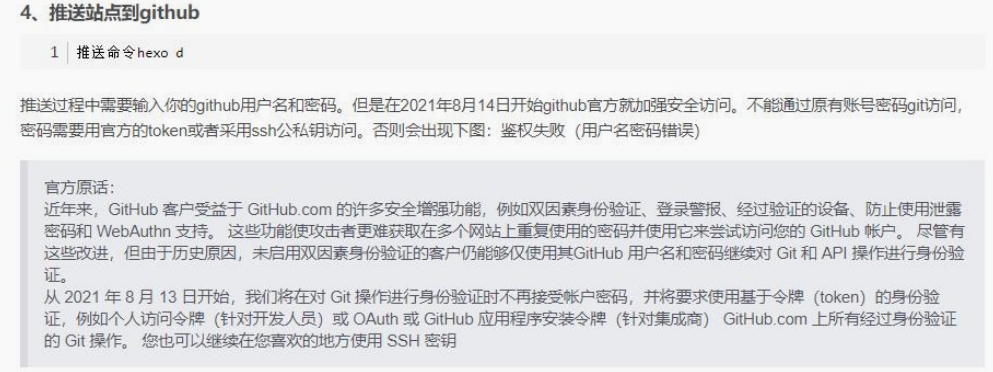 4、推送站点到github
1 推送命令hexo d
推送过程中需要输入你的github用户名和密码。但是在2021年8月14日开始github官方就加强安全访问。不能通过原有账号密码git访问，
密码需要用官方的token或者采用ssh公私钥访问。否则会出现下图：鉴权失败（用户名密码错误）
官方原话：
近年来，GitHub 客户受益于 GitHub.com 的许多安全增强功能，例如双因素身份验证、登录警报、经过验证的设备、防止使用泄露
密码和 WebAuthn 支持。 这些功能使攻击者更难获取在多个网站上重复使用的密码并使用它来尝试访问您的 GitHub 帐户。 尽管有
这些改进，但由于历史原因，未启用双因素身份验证的客户仍能够仅使用其GitHub 用户名和密码继续对 Git 和 API 操作进行身份验
证。
从 2021 年 8 月 13 日开始，我们将在对 Git 操作进行身份验证时不再接受帐户密码，并将要求使用基于令牌（token）的身份验
证，例如个人访问令牌（针对开发人员）或 OAuth 或 GitHub 应用程序安装令牌（针对集成商） GitHub.com 上所有经过身份验证
的 Git 操作。 您也可以继续在您喜欢的地方使用 SSH 密钥